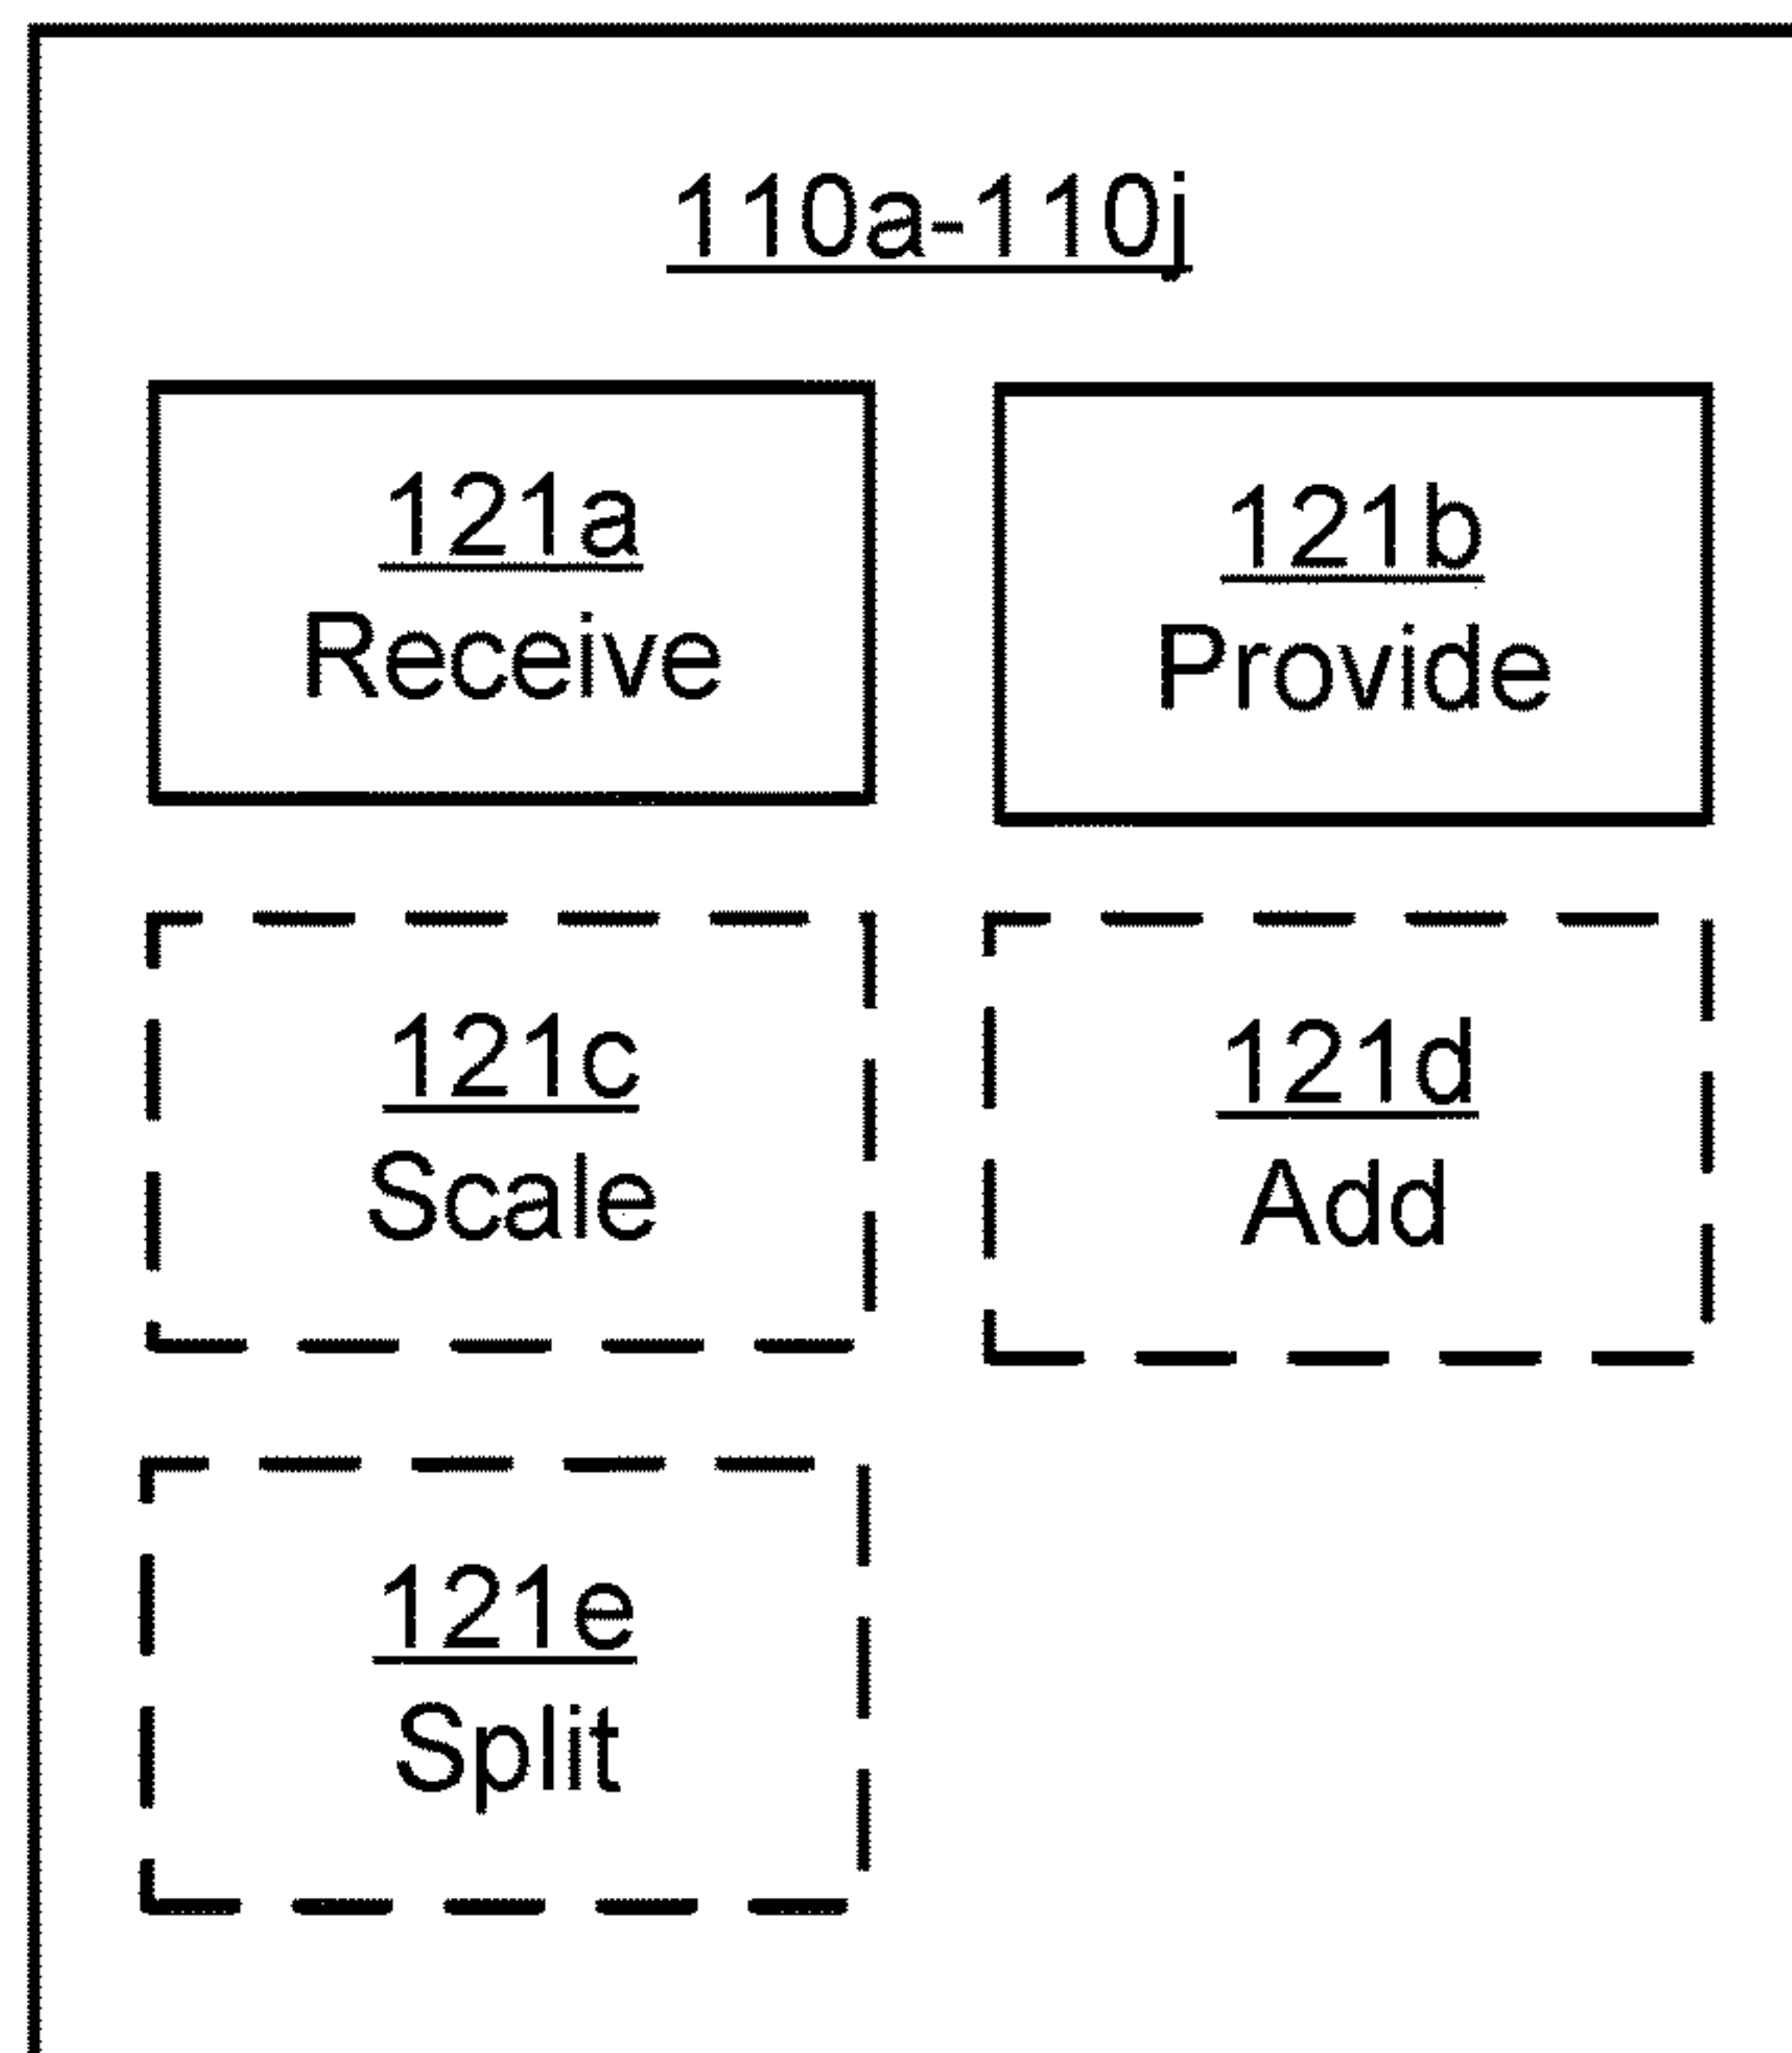 110a-110j
121a
Receive
121b
Provide
121c
Scale
121d
Add
121e
Split